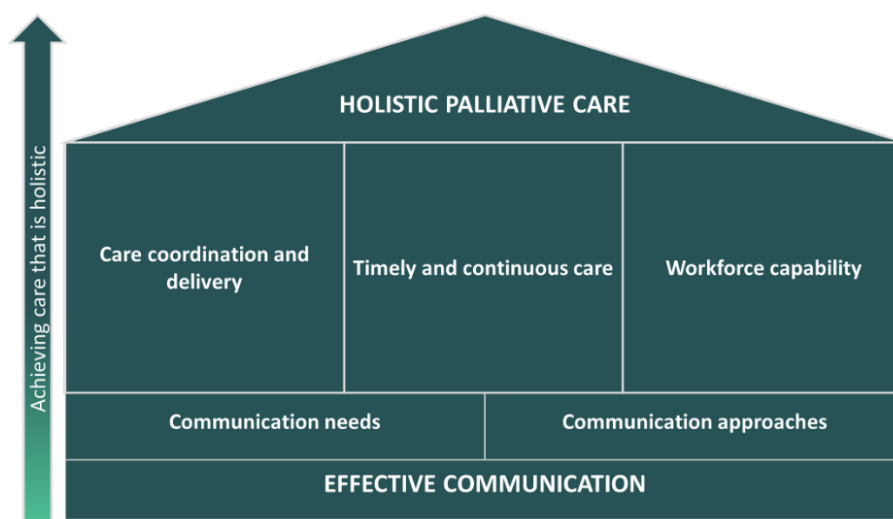 Achieving care that is holistic
HOLISTIC PALLIATIVE CARE
Care coordination and
delivery
Timely and continuous care
Workforce capability
Communication needs
Communication approaches
EFFECTIVE COMMUNICATION